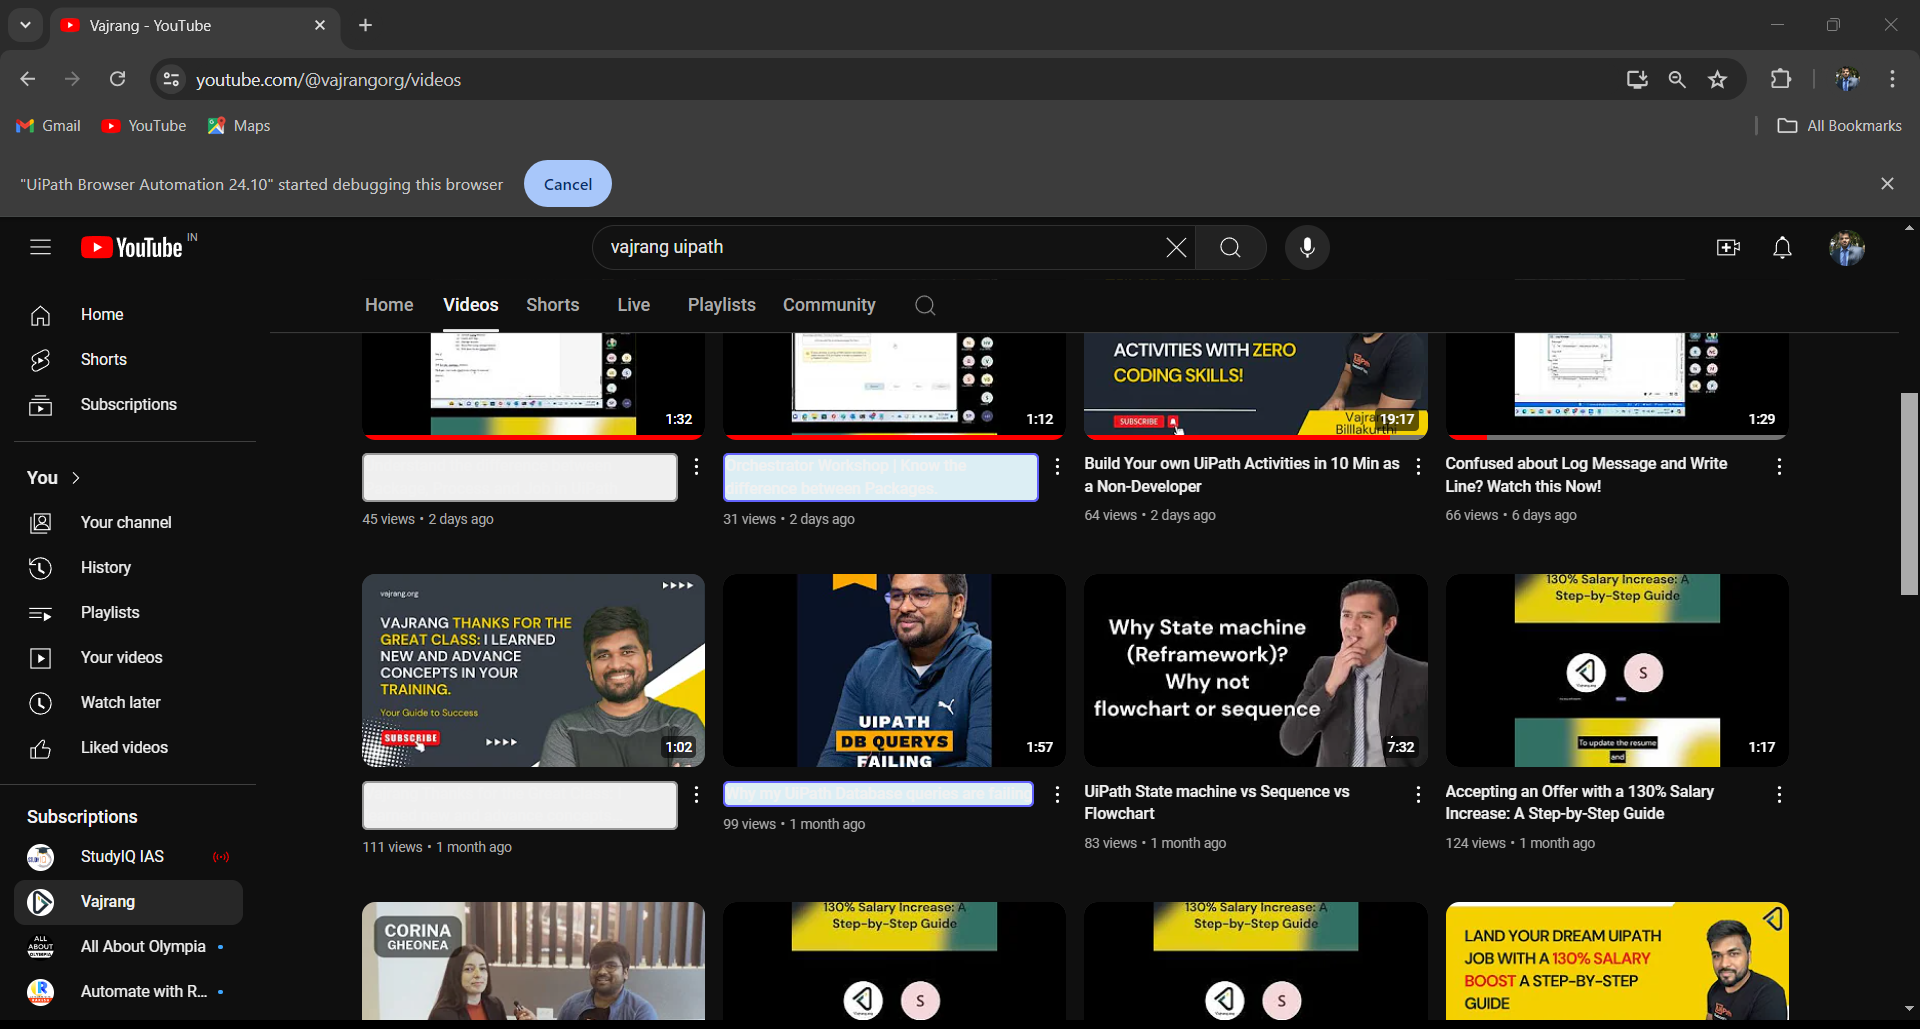 Vajrang - YouTube
youtube.com/@vajrangorg/videos
Gmail
YouTube
Maps
All Bookmarks
"UiPath Browser Automation 24.10" started debugging this browser
Cancel
YouTube IN
vajrang uipath
Home
Videos
Shorts
Live
Playlists
Community
Home
Shorts
Subscriptions
You
Your channel
History
Playlists
Your videos
Watch later
Liked videos
Subscriptions
StudyIQ IAS
Vajrang
All About Olympia
Automate with R...
1:32
45 views • 2 days ago
1:12
Orchestrator Workshop | Know the
difference between Packages.
31 views • 2 days ago
ACTIVITIES WITH ZERO
CODING SKILLS!
SUBSCRIBE
19:17
Build Your own UiPath Activities in 10 Min as
a Non-Developer
64 views • 2 days ago
1:29
Confused about Log Message and Write
Line? Watch this Now!
66 views • 6 days ago
vajrang.org
VAJRANG THANKS FOR THE
GREAT CLASS: I LEARNED
NEW AND ADVANCE
CONCEPTS IN YOUR
TRAINING.
Your Guide to Success
SUBSCRIBE
1:02
111 views • 1 month ago
UIPATH
DB QUERYS
FAILING
1:57
Why my UiPath Database queries are failing
99 views • 1 month ago
Why State machine
(Reframework)?
Why not
flowchart or sequence
7:32
UiPath State machine vs Sequence vs
Flowchart
83 views • 1 month ago
130% Salary Increase: A
Step-by-Step Guide
S
To update the resume
and
1:17
Accepting an Offer with a 130% Salary
Increase: A Step-by-Step Guide
124 views • 1 month ago
CORINA
GHEONEA
130% Salary Increase: A
Step-by-Step Guide
S
130% Salary Increase: A
Step-by-Step Guide
S
LAND YOUR DREAM UIPATH
JOB WITH A 130% SALARY
BOOST A STEP-BY-STEP
GUIDE